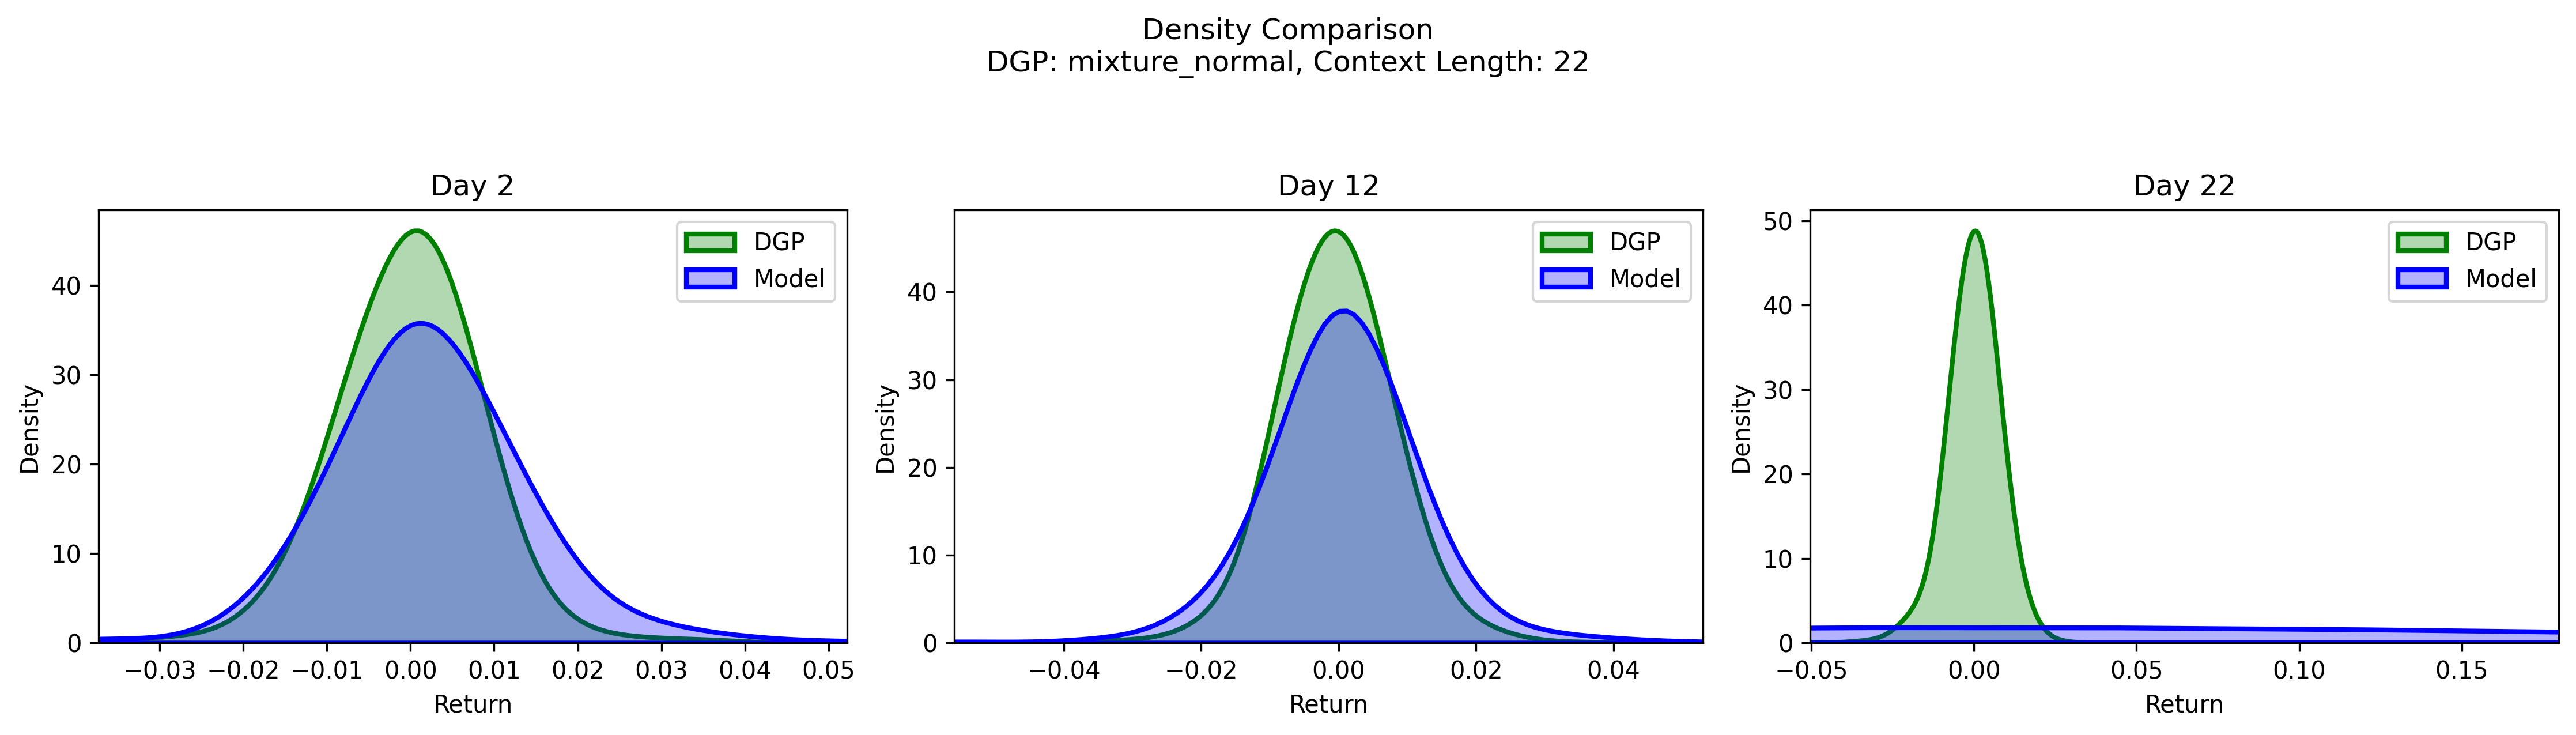 Density Comparison
DGP: mixture_normal, Context Length: 22
Day 2
Density
40
30
20
10
0
−0.03 −0.02 −0.01 0.00 0.01 0.02 0.03 0.04 0.05
Return
DGP
Model
Day 12
Density
40
30
20
10
0
−0.04 −0.02 0.00 0.02 0.04
Return
DGP
Model
Day 22
Density
50
40
30
20
10
0
−0.05 0.00 0.05 0.10 0.15
Return
DGP
Model